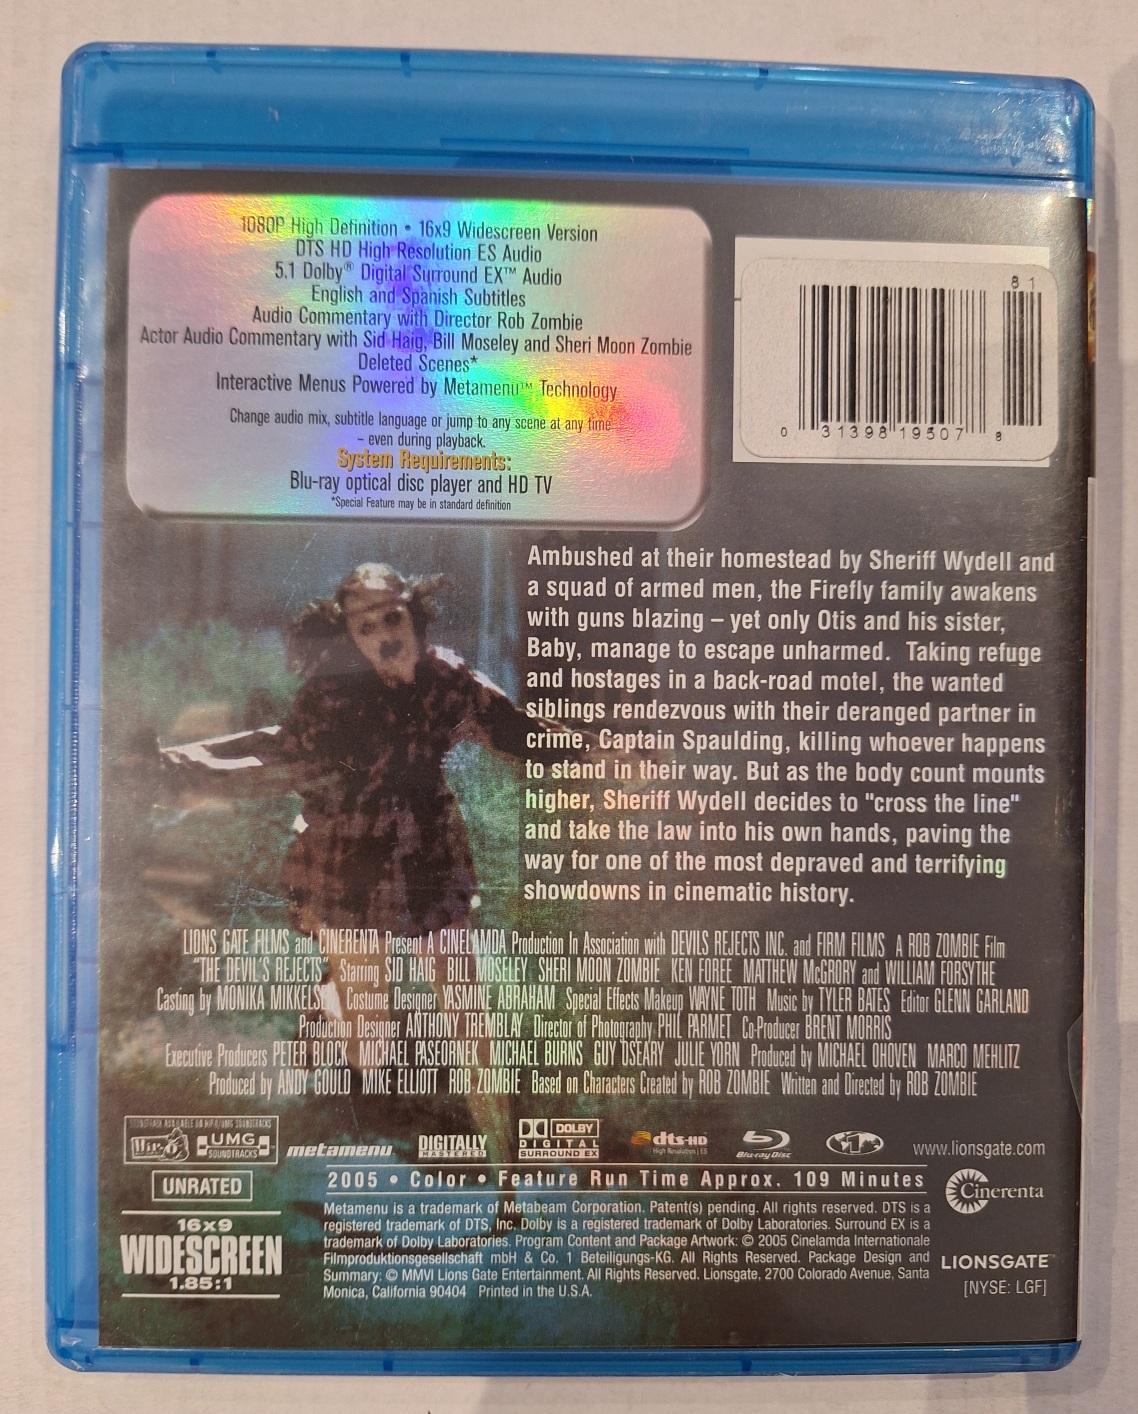 1080P High Definition • 16x9 Widescreen Version
DTS HD High Resolution ES Audio
5.1 Dolby® Digital Surround EX™ Audio
English and Spanish Subtitles
Audio Commentary with Director Rob Zombie
Actor Audio Commentary with Sid Haig, Bill Moseley and Sheri Moon Zombie
Deleted Scenes*
Interactive Menus Powered by Metamenu™ Technology
Change audio mix, subtitle language or jump to any scene at any time
– even during playback.
System Requirements:
Blu-ray optical disc player and HD TV
*Special Feature may be in standard definition
81
0 31398 19507 8
Ambushed at their homestead by Sheriff Wydell and
a squad of armed men, the Firefly family awakens
with guns blazing – yet only Otis and his sister,
Baby, manage to escape unharmed. Taking refuge
and hostages in a back-road motel, the wanted
siblings rendezvous with their deranged partner in
crime, Captain Spaulding, killing whoever happens
to stand in their way. But as the body count mounts
higher, Sheriff Wydell decides to "cross the line"
and take the law into his own hands, paving the
way for one of the most depraved and terrifying
showdowns in cinematic history.
LIONS GATE FILMS and CINERENTA Present A CINELAMDA Production In Association with DEVILS REJECTS INC. and FIRM FILMS A ROB ZOMBIE Film
"THE DEVIL'S REJECTS" Starring SID HAIG BILL MOSELEY SHERI MOON ZOMBIE KEN FOREE MATTHEW McGRORY and WILLIAM FORSYTHE
Casting by MONIKA MIKKELSEN Costume Designer YASMINE ABRAHAM Special Effects Makeup WAYNE TOTH Music by TYLER BATES Editor GLENN GARLAND
Production Designer ANTHONY TREMBLAY Director of Photography PHIL PARMET Co-Producer BRENT MORRIS
Executive Producers PETER BLOCK MICHAEL PASEORNEK MICHAEL BURNS GUY OSEARY JULIE YORN Produced by MICHAEL OHOVEN MARCO MEHLITZ
Produced by ANDY GOULD MIKE ELLIOTT ROB ZOMBIE Based on Characters Created by ROB ZOMBIE Written and Directed by ROB ZOMBIE
SOUNDTRACK AVAILABLE ON HIP-O/UMG SOUNDTRACKS
Hip-O
UMG
SOUNDTRACKS
metamenu
DIGITALLY
MASTERED
DOLBY
DIGITAL
SURROUND EX
dts-HD
High Resolution | ES
Blu-ray Disc
1
www.lionsgate.com
UNRATED
2005 • Color • Feature Run Time Approx. 109 Minutes
Cinerenta
16x9
WIDESCREEN
1.85:1
Metamenu is a trademark of Metabeam Corporation. Patent(s) pending. All rights reserved. DTS is a
registered trademark of DTS, Inc. Dolby is a registered trademark of Dolby Laboratories. Surround EX is a
trademark of Dolby Laboratories. Program Content and Package Artwork: © 2005 Cinelamda Internationale
Filmproduktionsgesellschaft mbH & Co. 1 Beteiligungs-KG. All Rights Reserved. Package Design and
Summary: © MMVI Lions Gate Entertainment. All Rights Reserved. Lionsgate, 2700 Colorado Avenue, Santa
Monica, California 90404 Printed in the U.S.A.
LIONSGATE™
[NYSE: LGF]